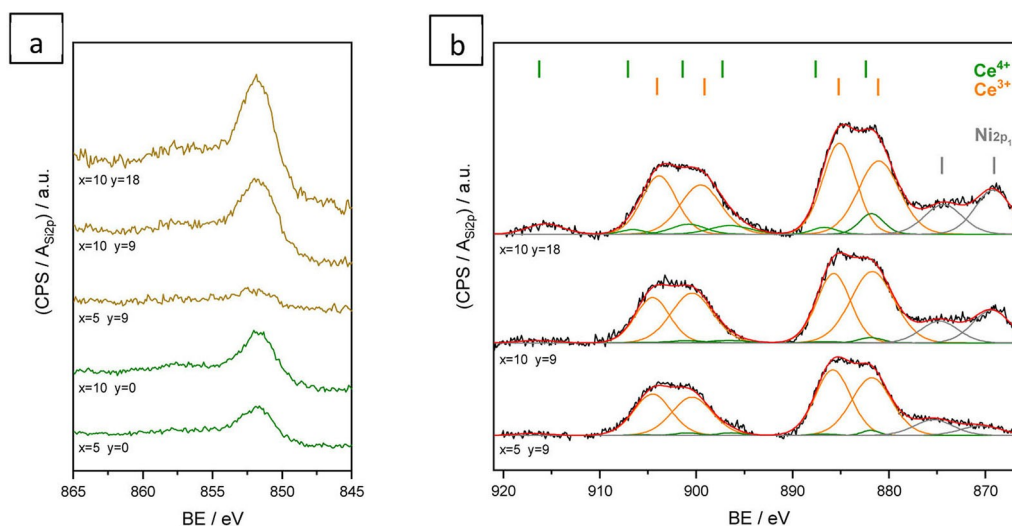 a
(CPS / A_Si2p) / a.u.
x=10 y=18
x=10 y=9
x=5 y=9
x=10 y=0
x=5 y=0
865 860 855 850 845
BE / eV
b
(CPS / A_Si2p) / a.u.
Ce⁴⁺
Ce³⁺
x=10 y=18
x=10 y=9
x=5 y=9
920 910 900 890 880 870
BE / eV